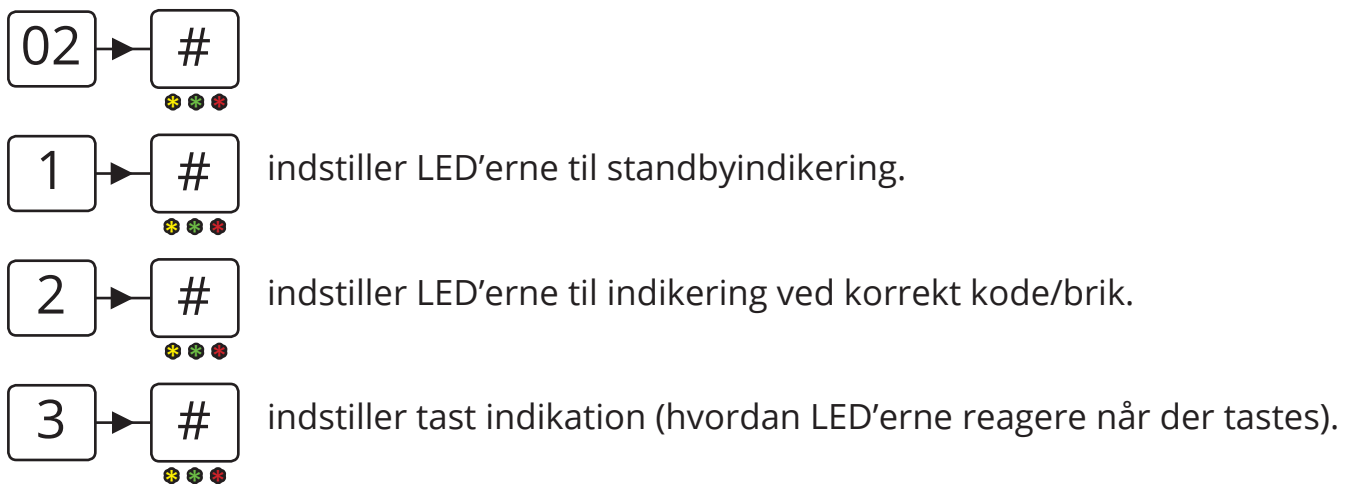 02 #
1 # indstiller LED’erne til standbyindikering.
2 # indstiller LED’erne til indikering ved korrekt kode/brik.
3 # indstiller tast indikation (hvordan LED’erne reagere når der tastes).